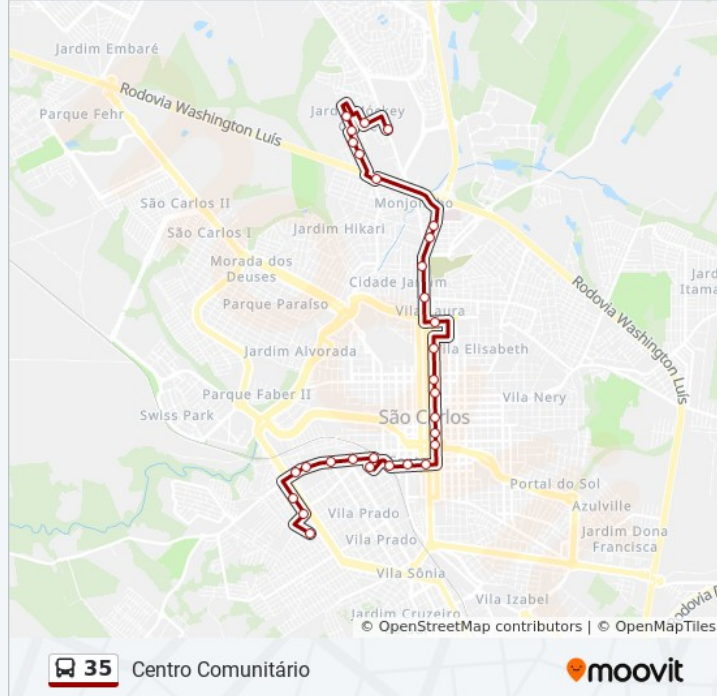 Jardim Embaré
Rodovia Washington Luís
Parque Fehr
São Carlos II
Jardim Hikari
São Carlos I
Morada dos
Deuses
Cidade Jardim
Parque Paraíso
Vila Laura
Rodovia Washington Luís
Jardim Alvorada
Vila Elisabeth
Parque Faber II
Vila Nery
Swiss Park
São Carlos
Portal do Sol
Azulville
Vila Prado
Jardim Dona
Francisca
Vila Prado
Vila Sônia
Vila Izabel
Jardim Cruzeiro
© OpenStreetMap contributors | © OpenMapTiles
35 Centro Comunitário
moovit